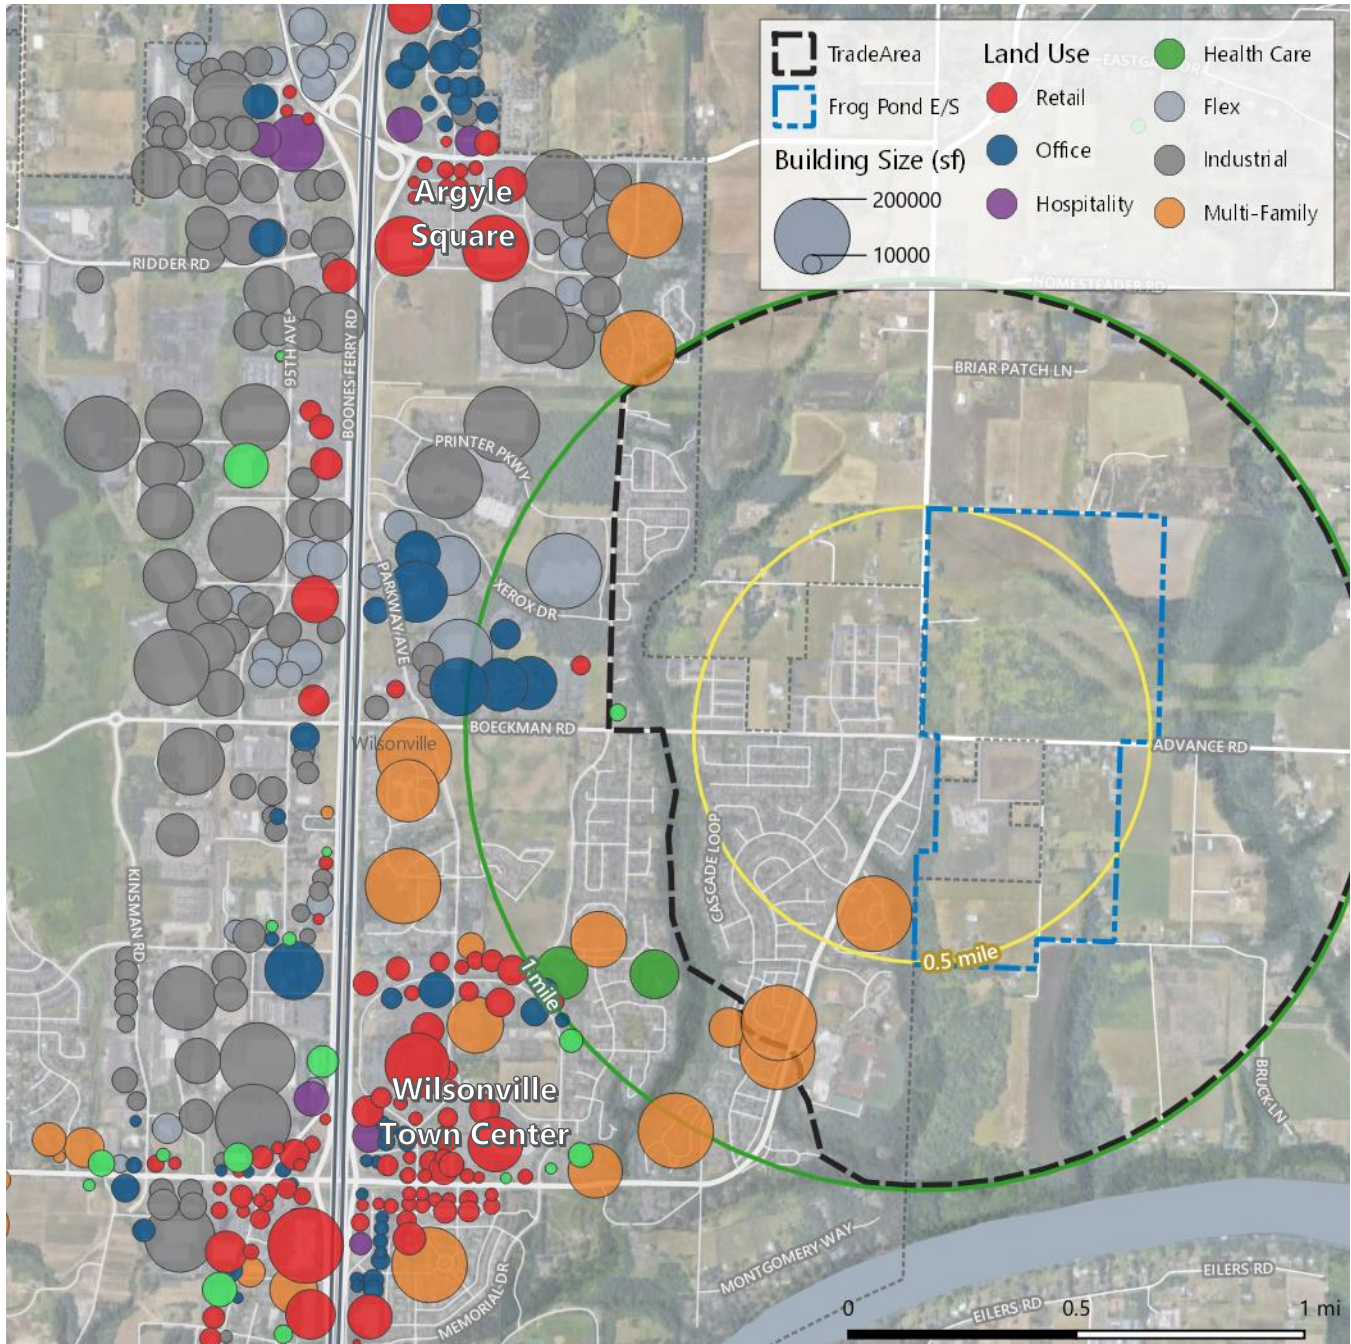 TradeArea
Frog Pond E/S
Building Size (sf)
200000
10000
Land Use
Retail
Office
Hospitality
Health Care
Flex
Industrial
Multi-Family
HOMESTEADER RD
Argyle
Square
RIDDER RD
95TH AVE
BOONES FERRY RD
BRIAR PATCH LN
PRINTER PKWY
XEROX DR
PARKWAY AVE
BOECKMAN RD
Wilsonville
ADVANCE RD
CASCADE LOOP
KINSMAN RD
0.5 mile
1 mile
Wilsonville
Town Center
BRUCK LN
MONTGOMERY WAY
MEMORIAL DR
EILERS RD
EILERS RD
0
0.5
1 mi